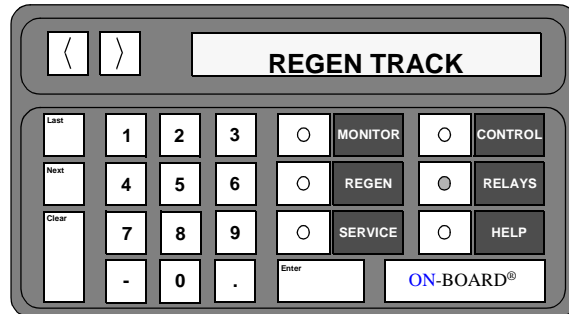 〈 〉 REGEN TRACK
Last 1 2 3 MONITOR CONTROL
Next 4 5 6 REGEN RELAYS
Clear 7 8 9 SERVICE HELP
- 0 . Enter ON-BOARD®